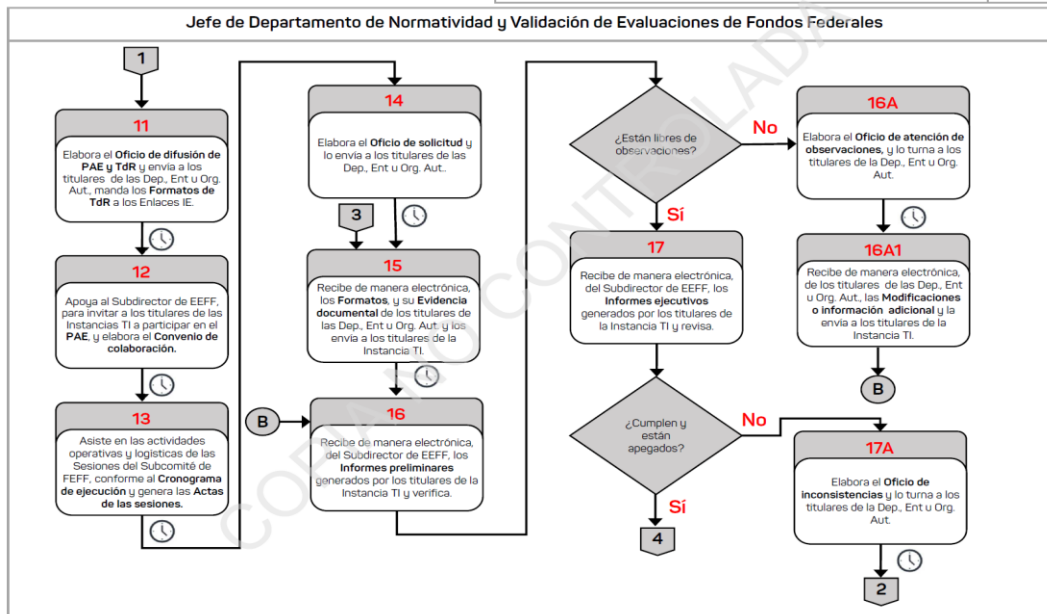 Jefe de Departamento de Normatividad y Validación de Evaluaciones de Fondos Federales
1
11
Elabora el Oficio de difusión de
PAE y TdR y envía a los
titulares de las Dep., Ent u Org.
Aut., manda los Formatos de
TdR a los Enlaces IE.
12
Apoya al Subdirector de EEFF,
para invitar a los titulares de las
Instancias TI a participar en el
PAE, y elabora el Convenio de
colaboración.
13
Asiste en las actividades
operativas y logísticas de las
Sesiones del Subcomité de
FEFF, conforme al Cronograma
de ejecución y genera las Actas
de las sesiones.
14
Elabora el Oficio de solicitud y
lo envía a los titulares de las
Dep., Ent u Org. Aut..
3
15
Recibe de manera electrónica,
los Formatos, y su Evidencia
documental de los titulares de
las Dep., Ent u Org. Aut. y los
envía a los titulares de la
Instancia TI.
B
16
Recibe de manera electrónica,
del Subdirector de EEFF, los
Informes preliminares
generados por los titulares de la
Instancia TI y verifica.
¿Están libres de
observaciones?
No
Sí
17
Recibe de manera electrónica,
del Subdirector de EEFF, los
Informes ejecutivos
generados por los titulares de
la Instancia TI y revisa.
¿Cumplen y
están
apegados?
No
Sí
4
16A
Elabora el Oficio de atención de
observaciones, y lo turna a los
titulares de la Dep., Ent u Org.
Aut.
16A1
Recibe de manera electrónica,
de los titulares de las Dep., Ent
u Org. Aut., las Modificaciones
o información adicional y la
envía a los titulares de la
Instancia TI.
B
17A
Elabora el Oficio de
inconsistencias y lo turna a los
titulares de la Dep., Ent u Org.
Aut.
2
COPIA NO CONTROLADA